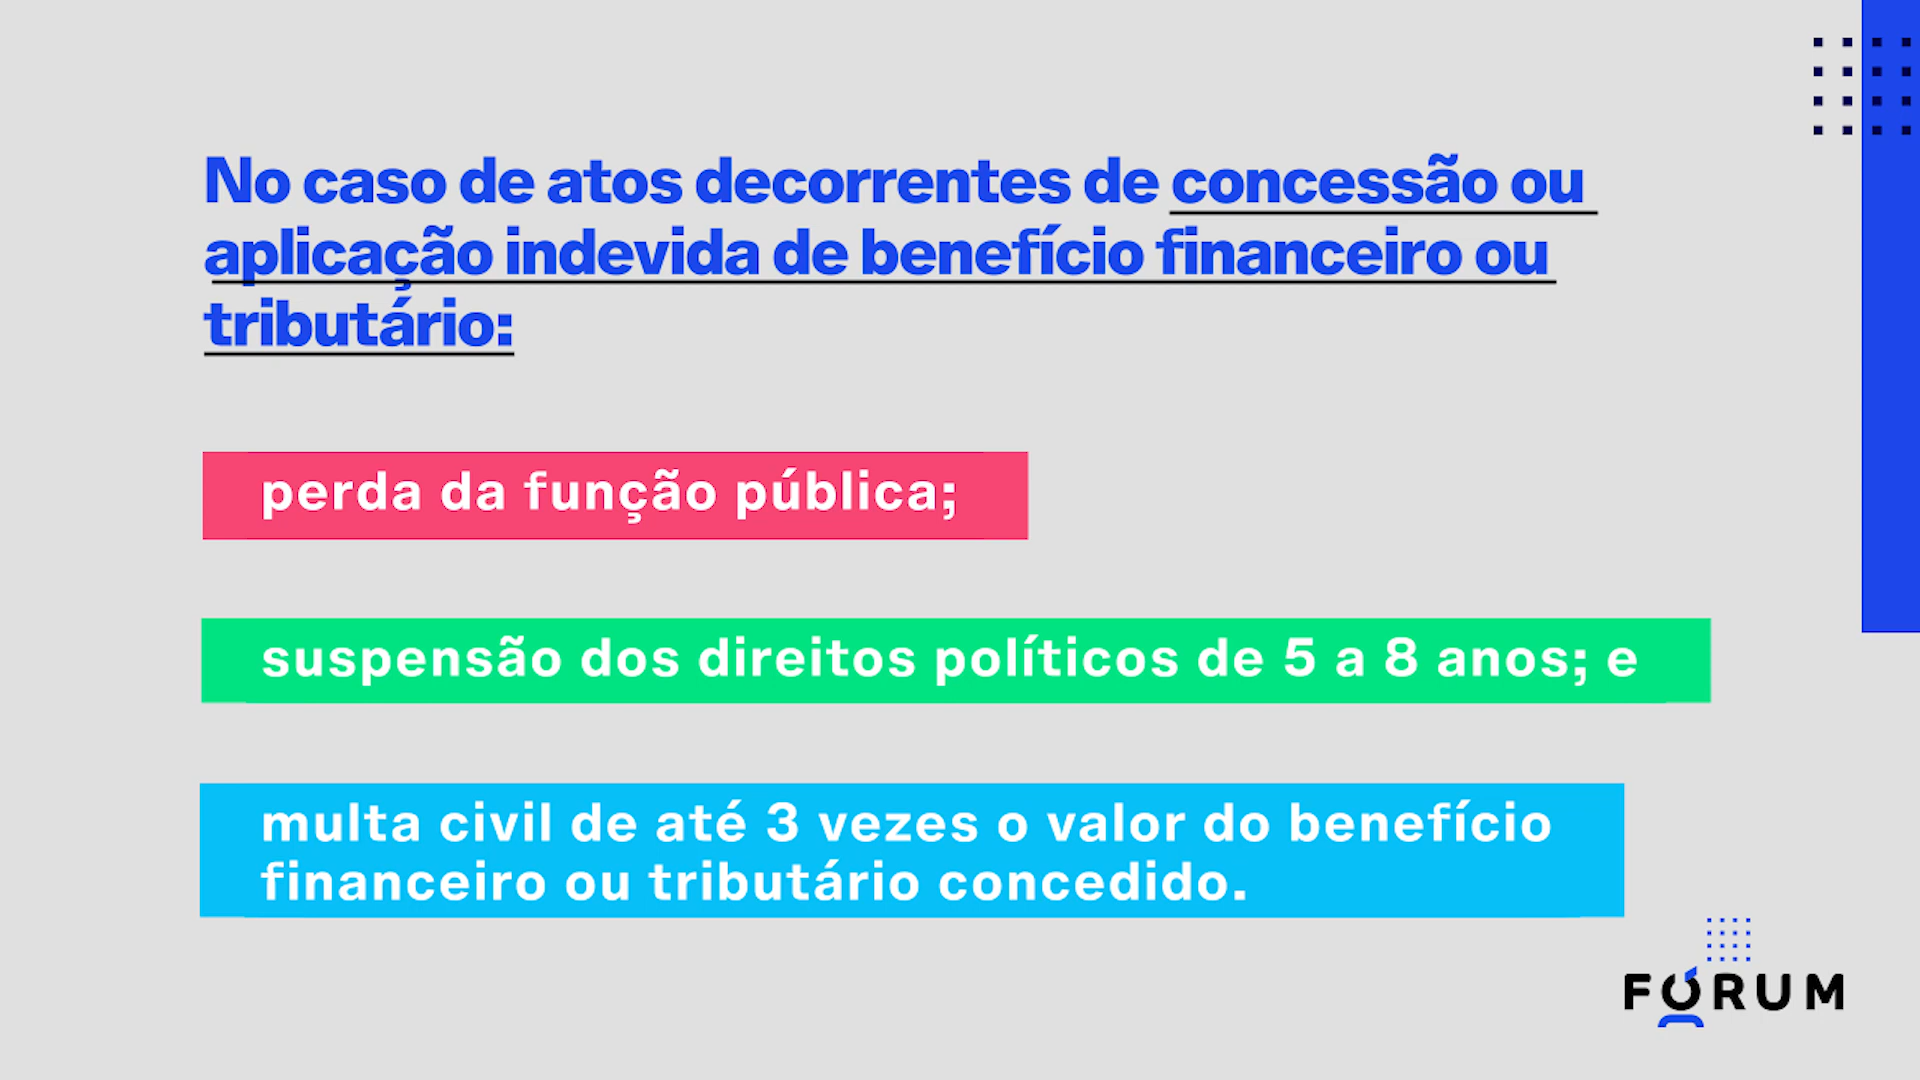 No caso de atos decorrentes de concessão ou
aplicação indevida de benefício financeiro ou
tributário:
perda da função pública;
suspensão dos direitos políticos de 5 a 8 anos; e
multa civil de até 3 vezes o valor do benefício
financeiro ou tributário concedido.
FÓRUM